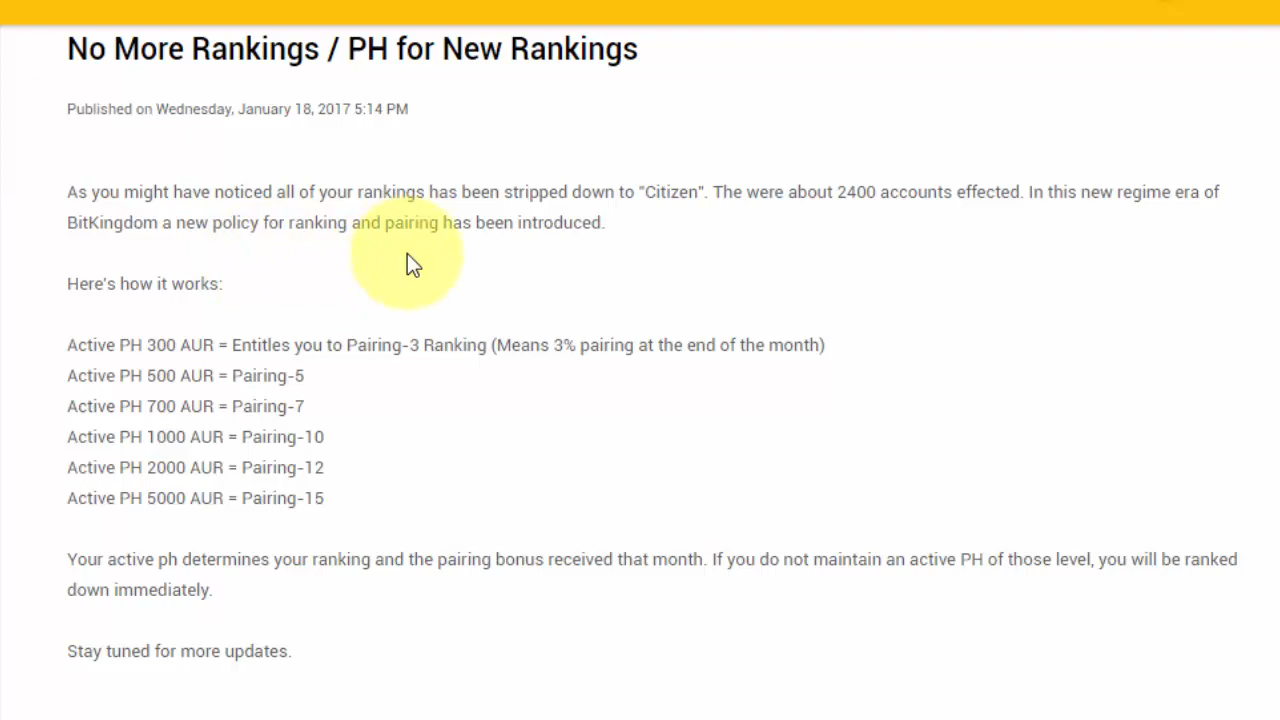 No More Rankings / PH for New Rankings
Published on Wednesday, January 18, 2017 5:14 PM
As you might have noticed all of your rankings has been stripped down to "Citizen". The were about 2400 accounts effected. In this new regime era of
BitKingdom a new policy for ranking and pairing has been introduced.
Here's how it works:
Active PH 300 AUR = Entitles you to Pairing-3 Ranking (Means 3% pairing at the end of the month)
Active PH 500 AUR = Pairing-5
Active PH 700 AUR = Pairing-7
Active PH 1000 AUR = Pairing-10
Active PH 2000 AUR = Pairing-12
Active PH 5000 AUR = Pairing-15
Your active ph determines your ranking and the pairing bonus received that month. If you do not maintain an active PH of those level, you will be ranked
down immediately.
Stay tuned for more updates.